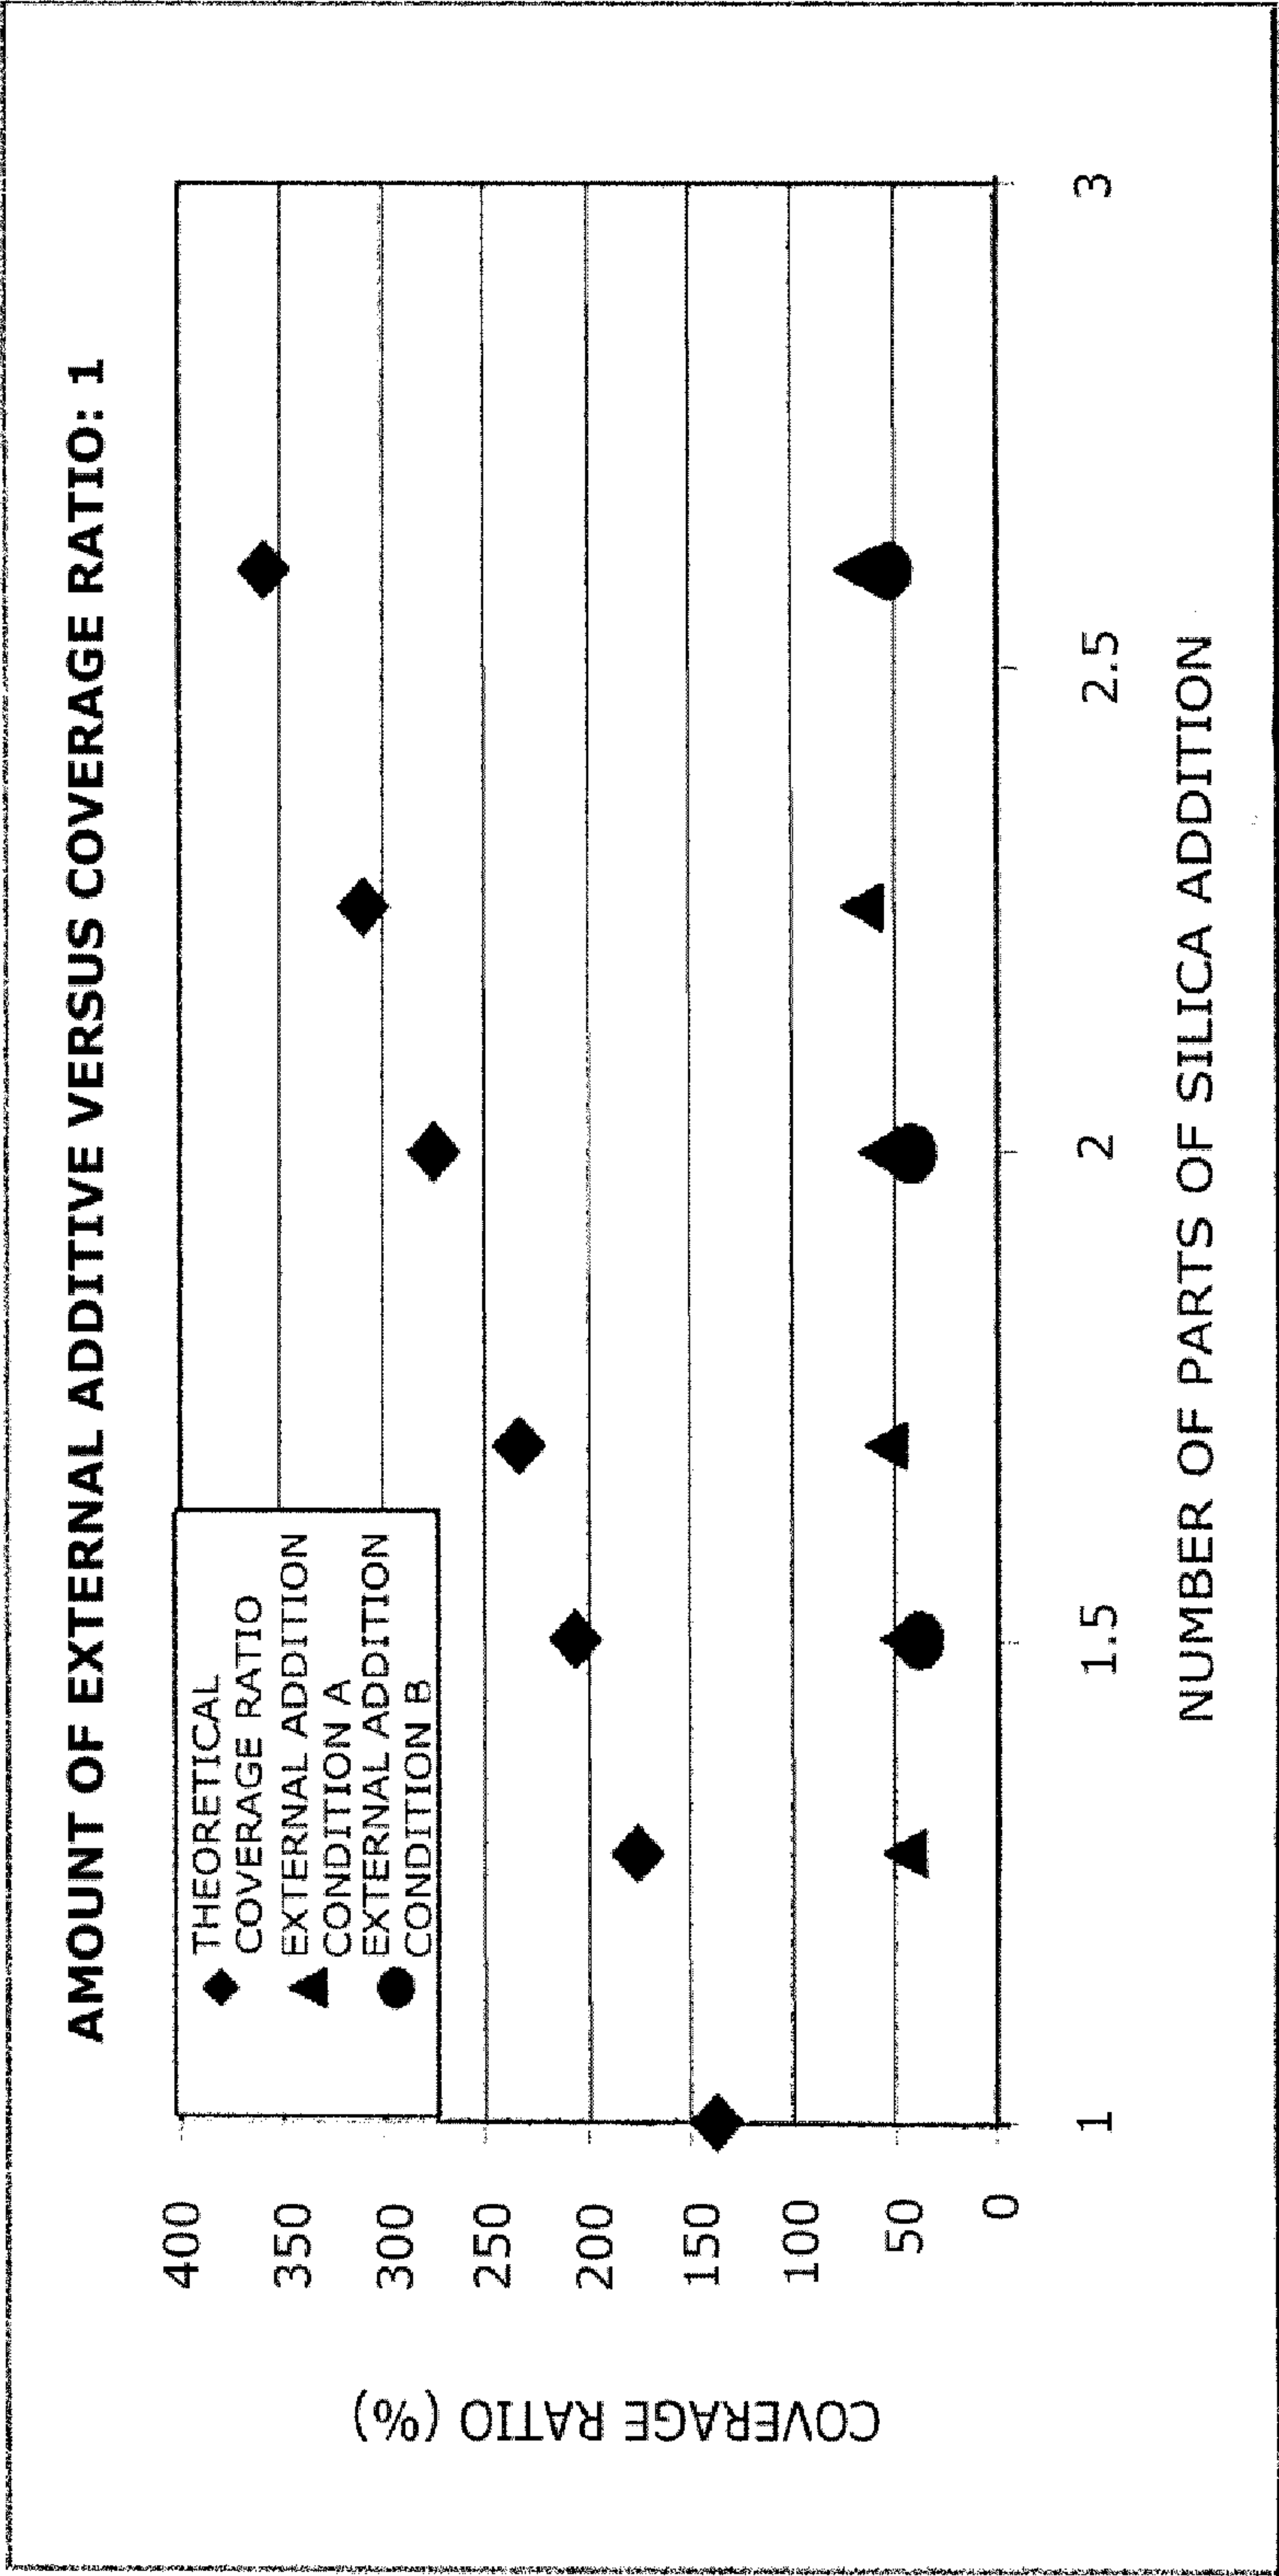 AMOUNT OF EXTERNAL ADDITIVE VERSUS COVERAGE RATIO: 1
THEORETICAL
COVERAGE RATIO
EXTERNAL ADDITION
CONDITION A
EXTERNAL ADDITION
CONDITION B
COVERAGE RATIO (%)
400
350
300
250
200
150
100
50
0
1
1.5
2
2.5
3
NUMBER OF PARTS OF SILICA ADDITION